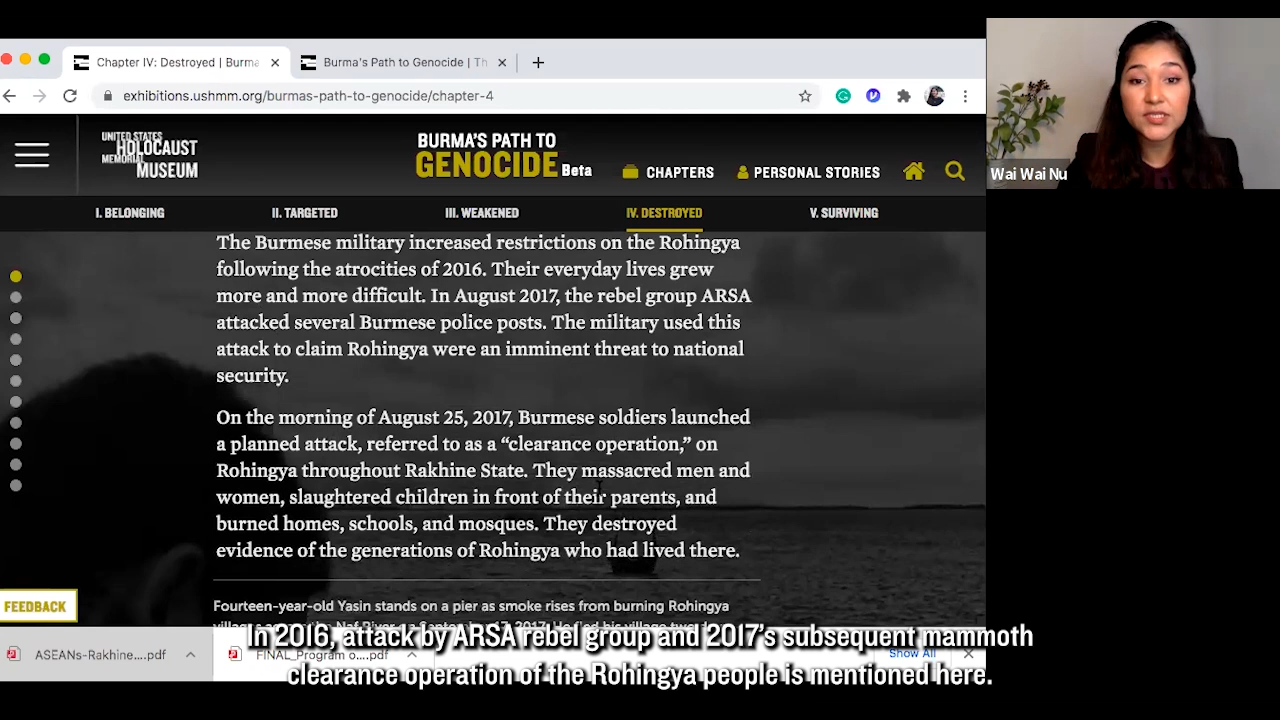 Chapter IV: Destroyed | Burma
Burma's Path to Genocide | Th
exhibitions.ushmm.org/burmas-path-to-genocide/chapter-4
UNITED STATES
HOLOCAUST
MEMORIAL
MUSEUM
BURMA'S PATH TO
GENOCIDE Beta
CHAPTERS
PERSONAL STORIES
I. BELONGING
II. TARGETED
III. WEAKENED
IV. DESTROYED
V. SURVIVING
The Burmese military increased restrictions on the Rohingya
following the atrocities of 2016. Their everyday lives grew
more and more difficult. In August 2017, the rebel group ARSA
attacked several Burmese police posts. The military used this
attack to claim Rohingya were an imminent threat to national
security.
On the morning of August 25, 2017, Burmese soldiers launched
a planned attack, referred to as a “clearance operation,” on
Rohingya throughout Rakhine State. They massacred men and
women, slaughtered children in front of their parents, and
burned homes, schools, and mosques. They destroyed
evidence of the generations of Rohingya who had lived there.
Fourteen-year-old Yasin stands on a pier as smoke rises from burning Rohingya
FEEDBACK
ASEANs-Rakhine....pdf
FINAL_Program o....pdf
Show All
In 2016, attack by ARSA rebel group and 2017's subsequent mammoth
clearance operation of the Rohingya people is mentioned here.
Wai Wai Nu